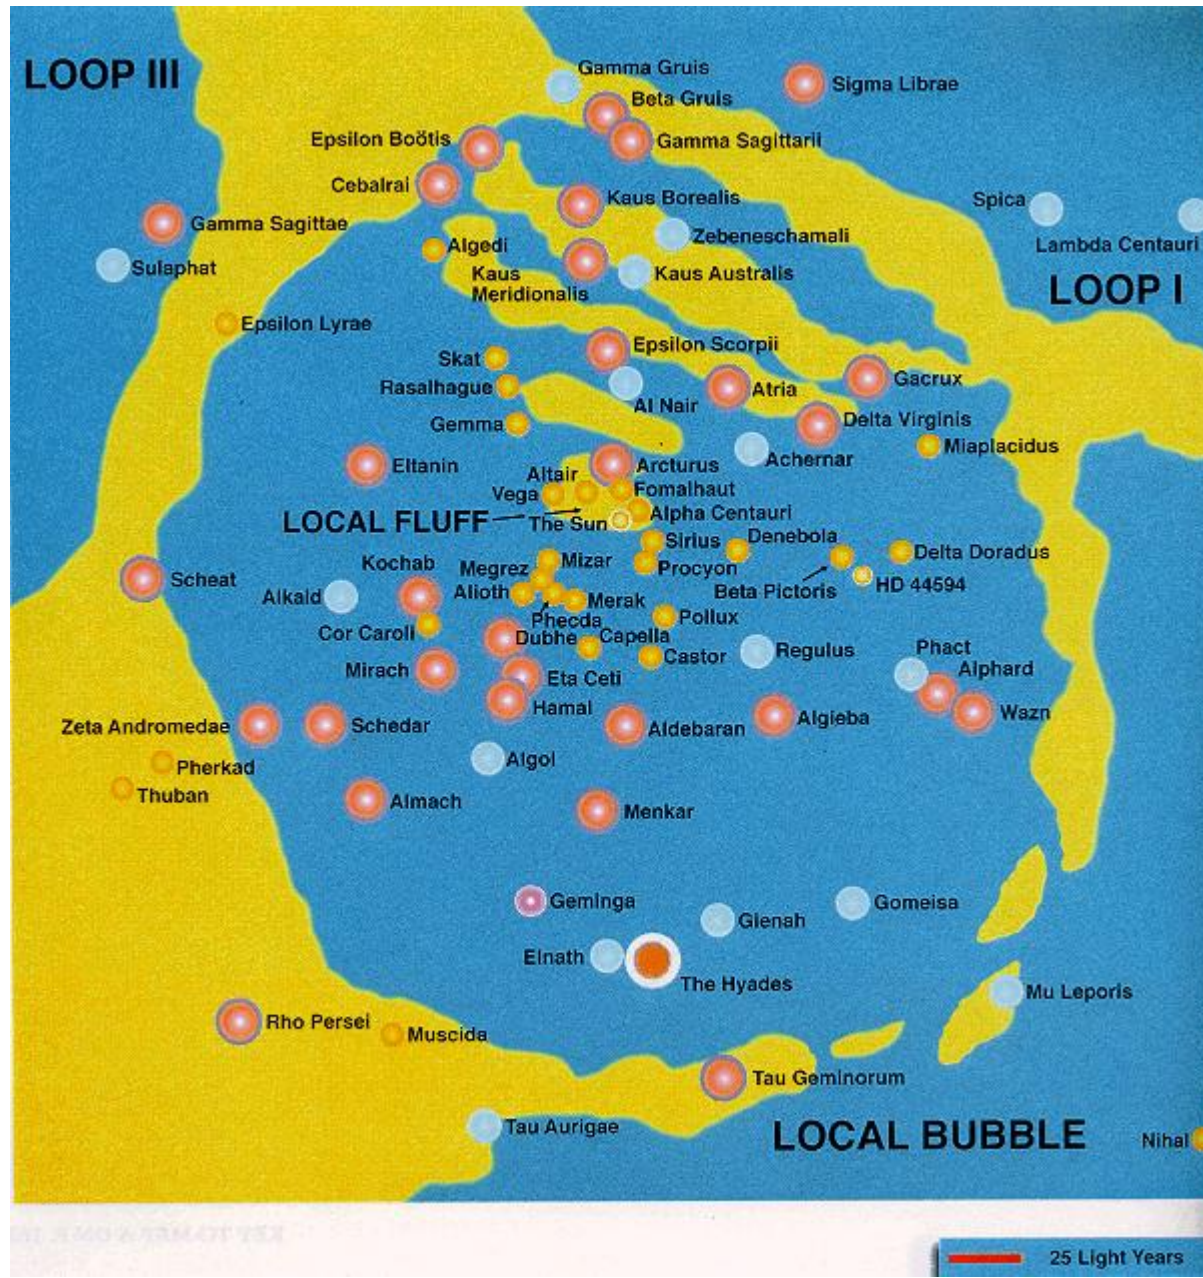 LOOP III
Gamma Gruis
Sigma Librae
Beta Gruis
Epsilon Boötis
Gamma Sagittarii
Cebalrai
Kaus Borealis
Spica
Gamma Sagittae
Zebeneschamali
Lambda Centauri
Algedi
Sulaphat
Kaus
Meridionalis
Kaus Australis
LOOP I
Epsilon Lyrae
Epsilon Scorpii
Skat
Rasalhague
Atria
Gacrux
Al Nair
Gemma
Delta Virginis
Miaplacidus
Achernar
Eltanin
Altair
Arcturus
Vega
Fomalhaut
LOCAL FLUFF
The Sun
Alpha Centauri
Sirius
Denebola
Delta Doradus
Kochab
Mizar
Megrez
Procyon
Scheat
Beta Pictoris
HD 44594
Alkald
Alioth
Merak
Phecda
Pollux
Cor Caroli
Dubhe
Capella
Regulus
Phact
Castor
Alphard
Mirach
Eta Ceti
Hamal
Wazn
Zeta Andromedae
Schedar
Aldebaran
Algieba
Pherkad
Algol
Thuban
Almach
Menkar
Geminga
Gomeisa
Gienah
Elnath
The Hyades
Mu Leporis
Rho Persei
Muscida
Tau Geminorum
Tau Aurigae
LOCAL BUBBLE
Nihal
25 Light Years